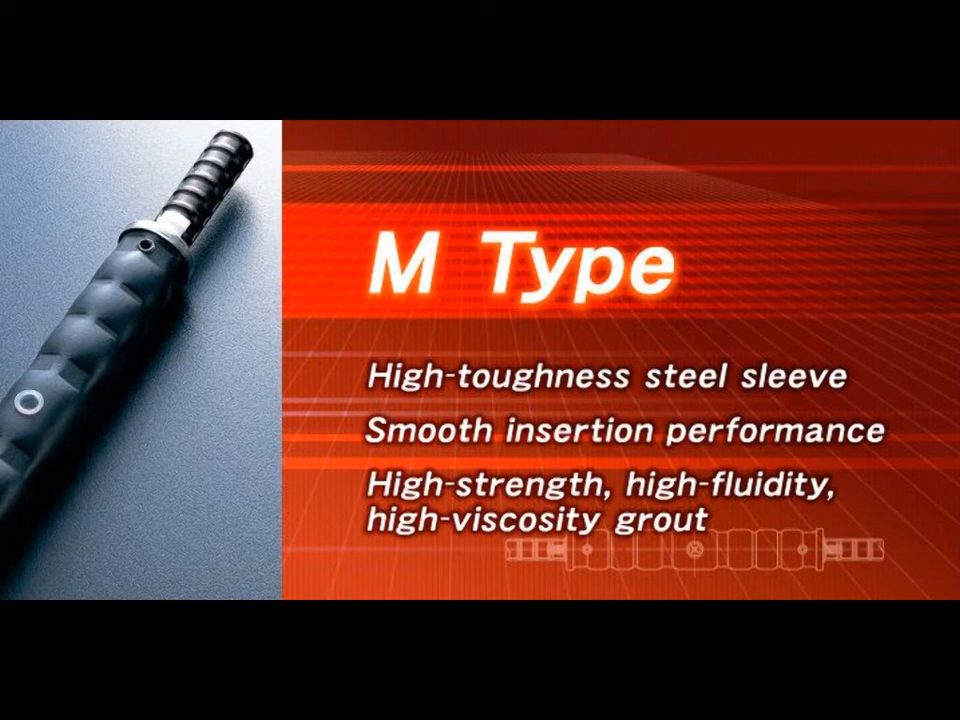 M Type
High-toughness steel sleeve
Smooth insertion performance
High-strength, high-fluidity,
high-viscosity grout